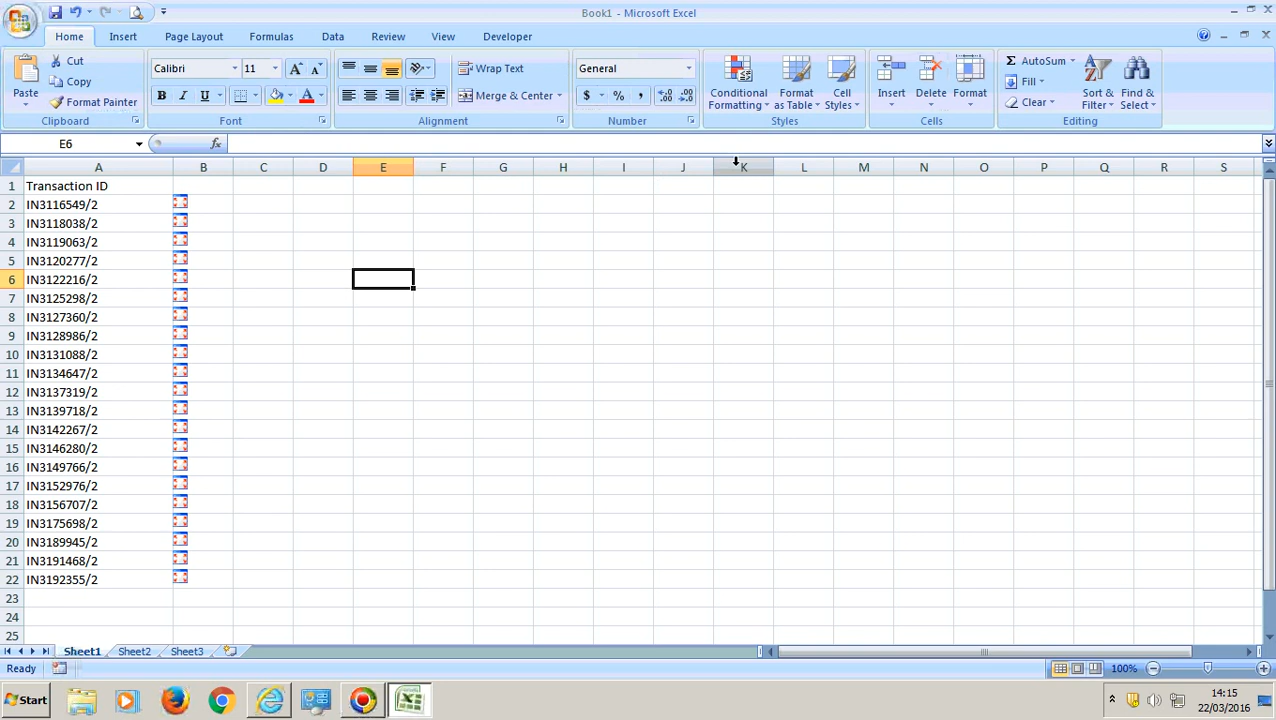 Book1 - Microsoft Excel
Home Insert Page Layout Formulas Data Review View Developer
Cut
Copy
Format Painter
Paste
Clipboard
Calibri 11
B I U
Font
Wrap Text
Merge & Center
Alignment
General
$ % ,
Number
Conditional Formatting
Format as Table
Cell Styles
Styles
Insert
Delete
Format
Cells
Σ AutoSum
Fill
Clear
Sort & Filter
Find & Select
Editing
E6 fx
A B C D E F G H I J K L M N O P Q R S
1 Transaction ID
2 IN3116549/2
3 IN3118038/2
4 IN3119063/2
5 IN3120277/2
6 IN3122216/2
7 IN3125298/2
8 IN3127360/2
9 IN3128986/2
10 IN3131088/2
11 IN3134647/2
12 IN3137319/2
13 IN3139718/2
14 IN3142267/2
15 IN3146280/2
16 IN3149766/2
17 IN3152976/2
18 IN3156707/2
19 IN3175698/2
20 IN3189945/2
21 IN3191468/2
22 IN3192355/2
23
24
25
Sheet1 Sheet2 Sheet3
Ready 100%
Start 14:15
22/03/2016